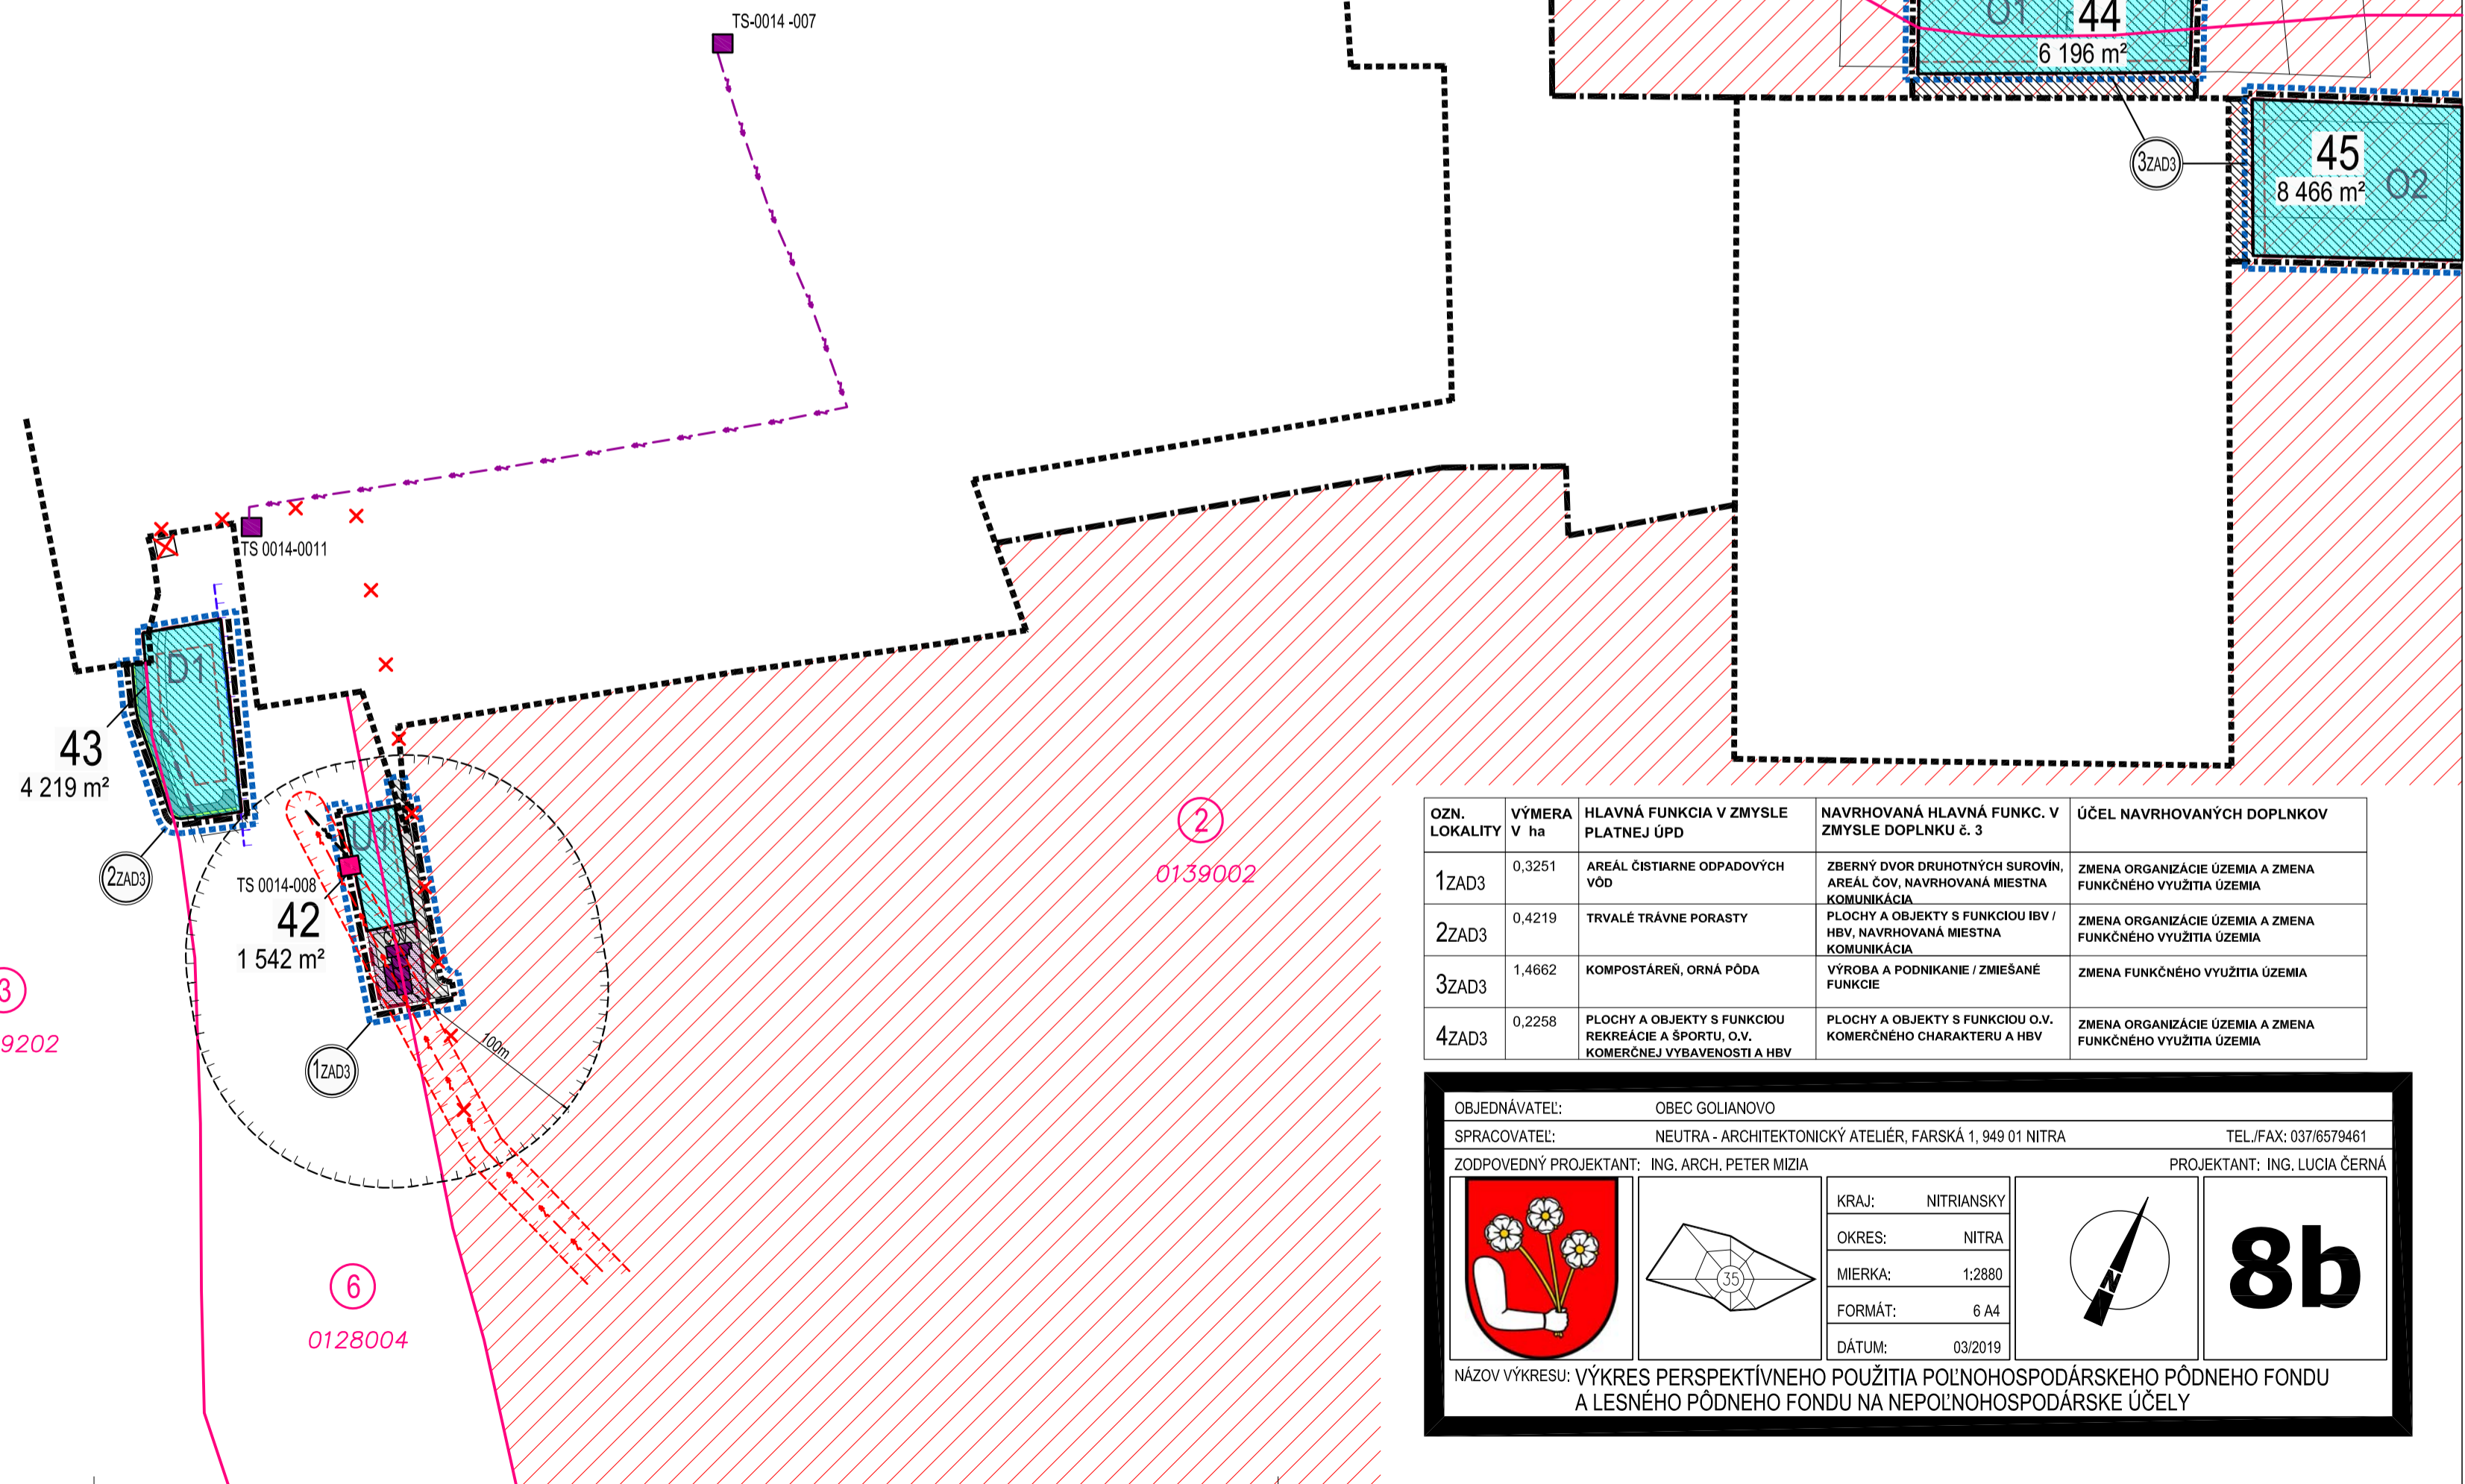 TS-0014 -007
O1
44
6 196 m²
3ZAD3
45
8 466 m²
O2
TS 0014-0011
D1
43
4 219 m²
2ZAD3
U1
TS 0014-008
42
1 542 m²
1ZAD3
100m
2
0139002
3
9202
6
0128004
OZN. LOKALITY
VÝMERA V ha
HLAVNÁ FUNKCIA V ZMYSLE PLATNEJ ÚPD
NAVRHOVANÁ HLAVNÁ FUNKC. V ZMYSLE DOPLNKU č. 3
ÚČEL NAVRHOVANÝCH DOPLNKOV
1ZAD3
0,3251
AREÁL ČISTIARNE ODPADOVÝCH VÔD
ZBERNÝ DVOR DRUHOTNÝCH SUROVÍN, AREÁL ČOV, NAVRHOVANÁ MIESTNA KOMUNIKÁCIA
ZMENA ORGANIZÁCIE ÚZEMIA A ZMENA FUNKČNÉHO VYUŽITIA ÚZEMIA
2ZAD3
0,4219
TRVALÉ TRÁVNE PORASTY
PLOCHY A OBJEKTY S FUNKCIOU IBV / HBV, NAVRHOVANÁ MIESTNA KOMUNIKÁCIA
ZMENA ORGANIZÁCIE ÚZEMIA A ZMENA FUNKČNÉHO VYUŽITIA ÚZEMIA
3ZAD3
1,4662
KOMPOSTÁREŇ, ORNÁ PÔDA
VÝROBA A PODNIKANIE / ZMIEŠANÉ FUNKCIE
ZMENA FUNKČNÉHO VYUŽITIA ÚZEMIA
4ZAD3
0,2258
PLOCHY A OBJEKTY S FUNKCIOU REKREÁCIE A ŠPORTU, O.V. KOMERČNEJ VYBAVENOSTI A HBV
PLOCHY A OBJEKTY S FUNKCIOU O.V. KOMERČNÉHO CHARAKTERU A HBV
ZMENA ORGANIZÁCIE ÚZEMIA A ZMENA FUNKČNÉHO VYUŽITIA ÚZEMIA
OBJEDNÁVATEĽ: OBEC GOLIANOVO
SPRACOVATEĽ: NEUTRA - ARCHITEKTONICKÝ ATELIÉR, FARSKÁ 1, 949 01 NITRA TEL./FAX: 037/6579461
ZODPOVEDNÝ PROJEKTANT: ING. ARCH. PETER MIZIA PROJEKTANT: ING. LUCIA ČERNÁ
35
KRAJ: NITRIANSKY
OKRES: NITRA
MIERKA: 1:2880
FORMÁT: 6 A4
DÁTUM: 03/2019
N
8b
NÁZOV VÝKRESU: VÝKRES PERSPEKTÍVNEHO POUŽITIA POĽNOHOSPODÁRSKEHO PÔDNEHO FONDU
A LESNÉHO PÔDNEHO FONDU NA NEPOĽNOHOSPODÁRSKE ÚČELY